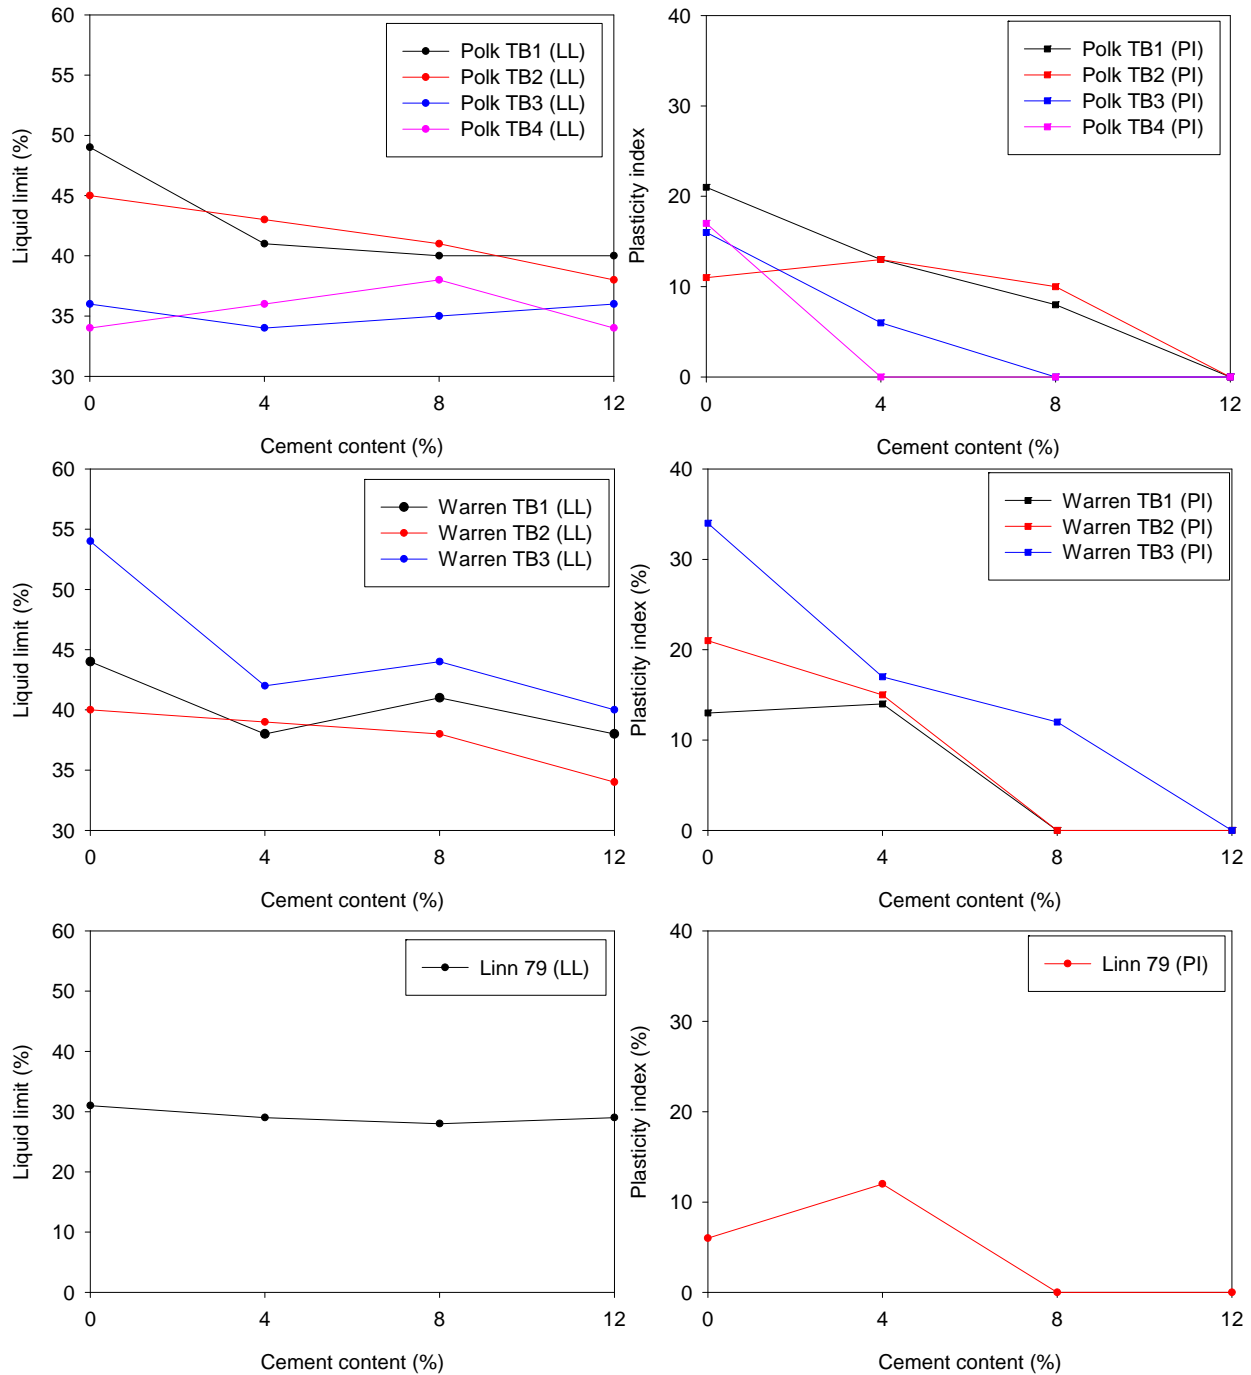 60
55
50
45
40
35
30
Liquid limit (%)
Polk TB1 (LL)
Polk TB2 (LL)
Polk TB3 (LL)
Polk TB4 (LL)
0 4 8 12
Cement content (%)
40
30
20
10
0
Plasticity index
Polk TB1 (PI)
Polk TB2 (PI)
Polk TB3 (PI)
Polk TB4 (PI)
0 4 8 12
Cement content (%)
60
55
50
45
40
35
30
Liquid limit (%)
Warren TB1 (LL)
Warren TB2 (LL)
Warren TB3 (LL)
0 4 8 12
Cement content (%)
40
30
20
10
0
Plasticity index (%)
Warren TB1 (PI)
Warren TB2 (PI)
Warren TB3 (PI)
0 4 8 12
Cement content (%)
60
50
40
30
20
10
0
Liquid limit (%)
Linn 79 (LL)
0 4 8 12
Cement content (%)
40
30
20
10
0
Plasticity index (%)
Linn 79 (PI)
0 4 8 12
Cement content (%)